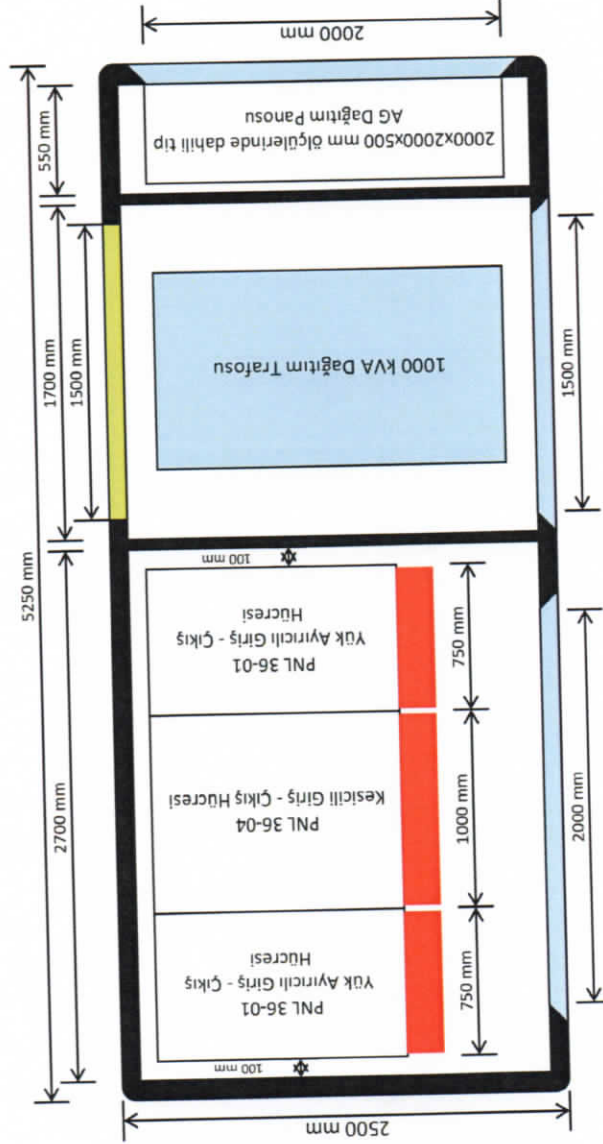 5250 mm
2700 mm
1700 mm
550 mm
1500 mm
2500 mm
2000 mm
100 mm
100 mm
PNL 36-01
Yük Ayırıcılı Giriş - Çıkış
Hücresi
PNL 36-04
Kesicili Giriş - Çıkış Hücresi
PNL 36-01
Yük Ayırıcılı Giriş - Çıkış
Hücresi
1000 kVA Dağıtım Trafosu
2000x2000x500 mm ölçülerinde dahili tip
AG Dağıtım Panosu
750 mm
1000 mm
750 mm
2000 mm
1500 mm